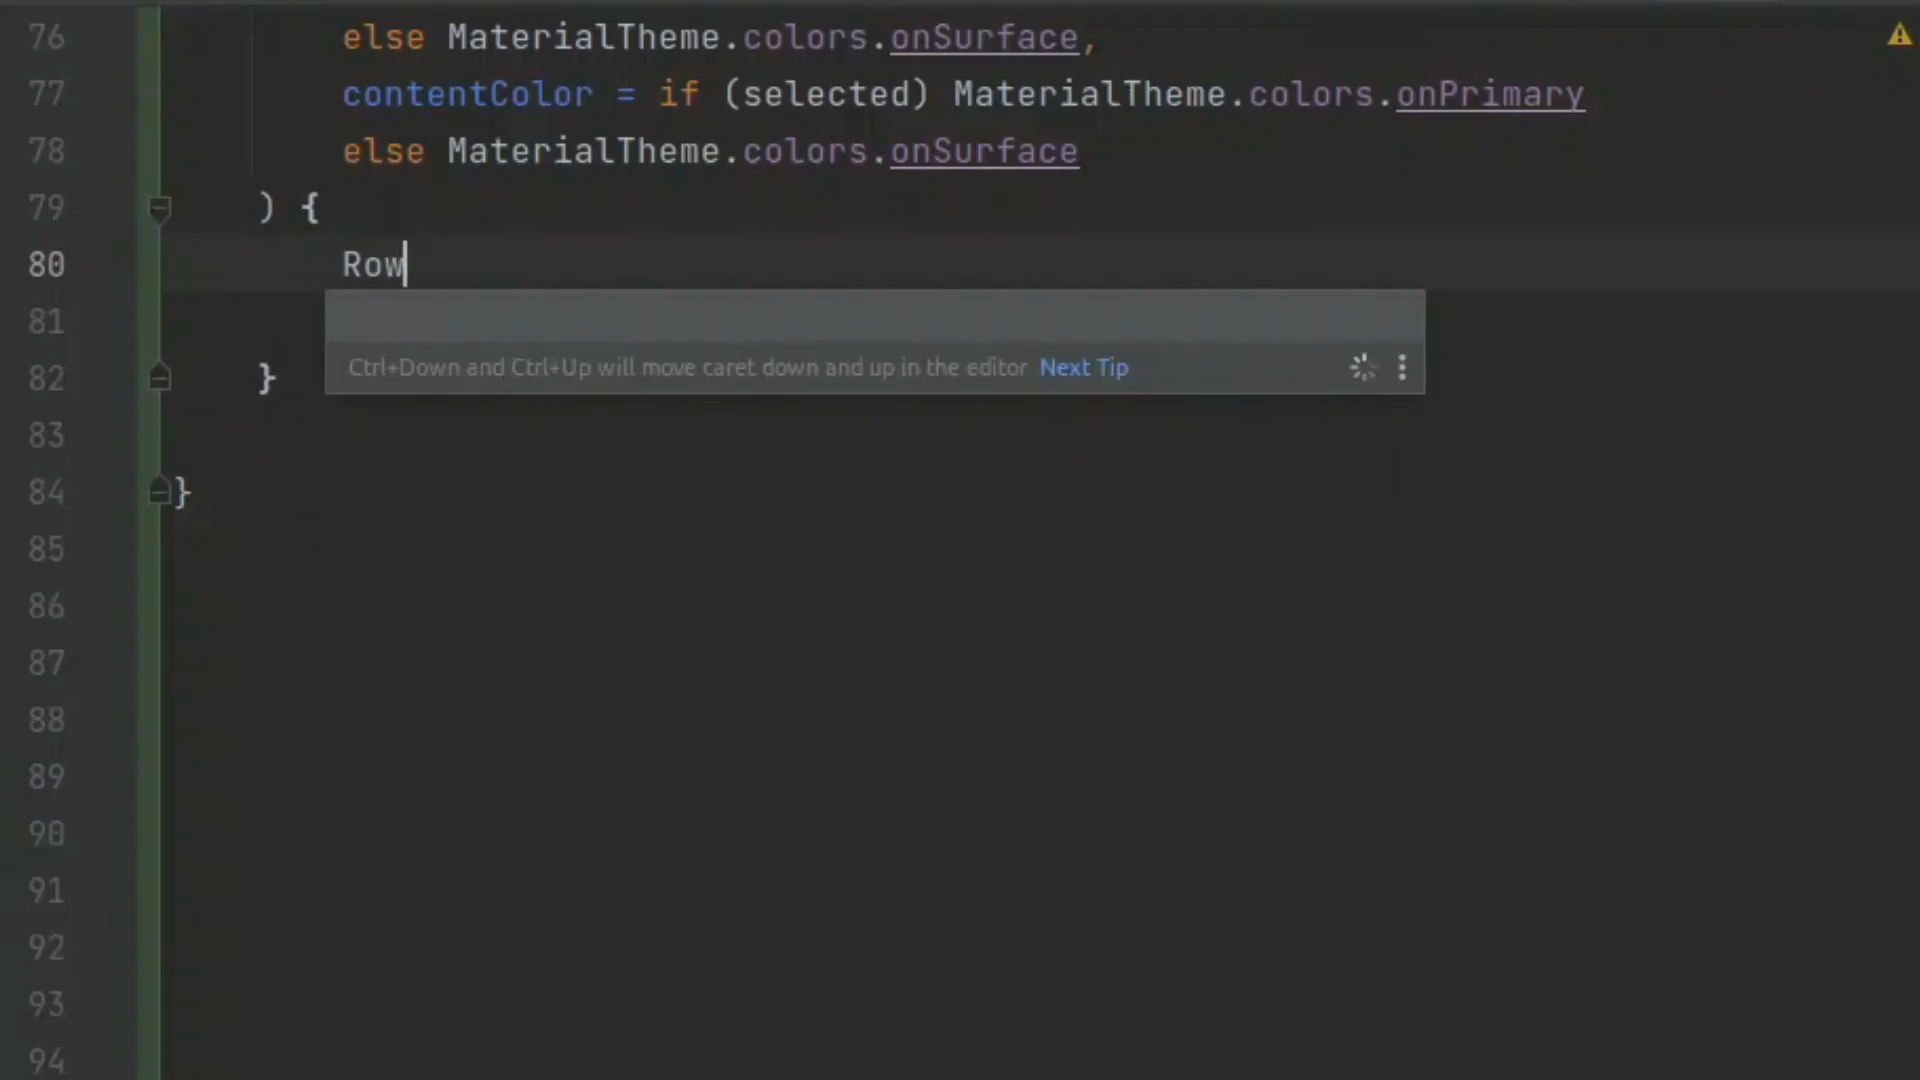 76 else MaterialTheme.colors.onSurface,
77 contentColor = if (selected) MaterialTheme.colors.onPrimary
78 else MaterialTheme.colors.onSurface
79 ) {
80 Row
81
Ctrl+Down and Ctrl+Up will move caret down and up in the editor Next Tip
82 }
83
84 }
85
86
87
88
89
90
91
92
93
94